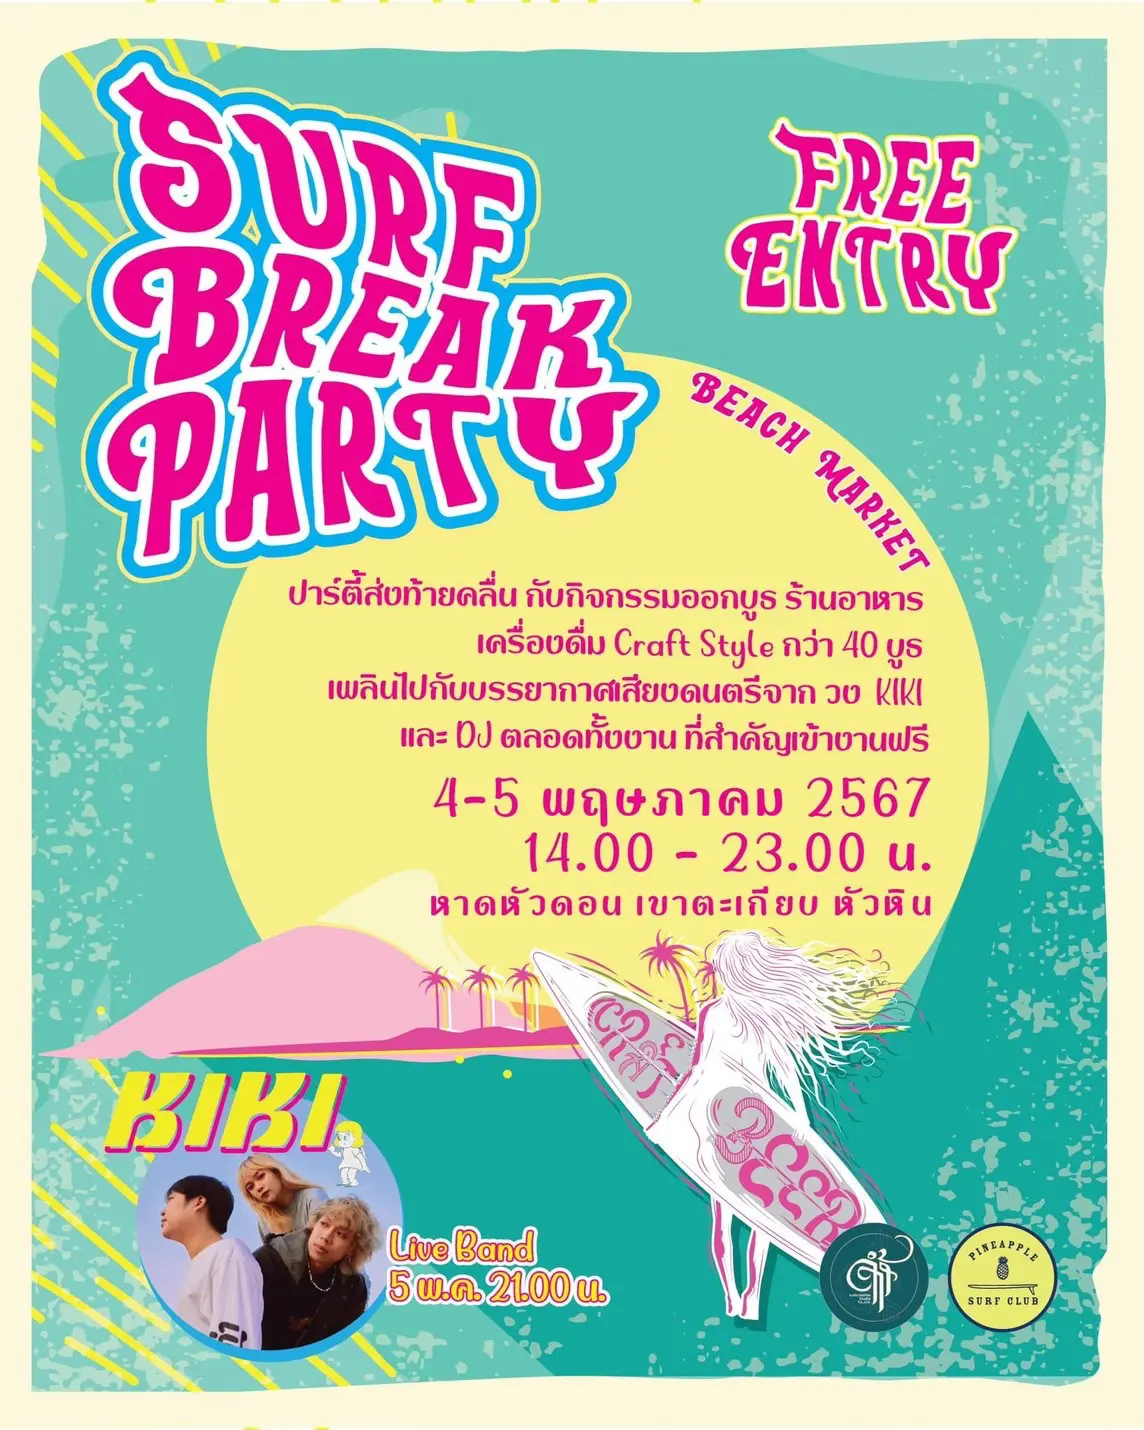 SURF
BREAK
PARTY
FREE
ENTRY
BEACH MARKET
ปาร์ตี้ส่งท้ายคลื่น กับกิจกรรมออกบูธ ร้านอาหาร
เครื่องดื่ม Craft Style กว่า 40 บูธ
เพลินไปกับบรรยากาศเสียงดนตรีจาก วง KIKI
และ DJ ตลอดทั้งงาน ที่สำคัญเข้างานฟรี
4-5 พฤษภาคม 2567
14.00 - 23.00 น.
หาดหัวดอน เขาตะเกียบ หัวหิน
KIKI
Live Band
5 พ.ค. 21.00 น.
PINEAPPLE
SURF CLUB